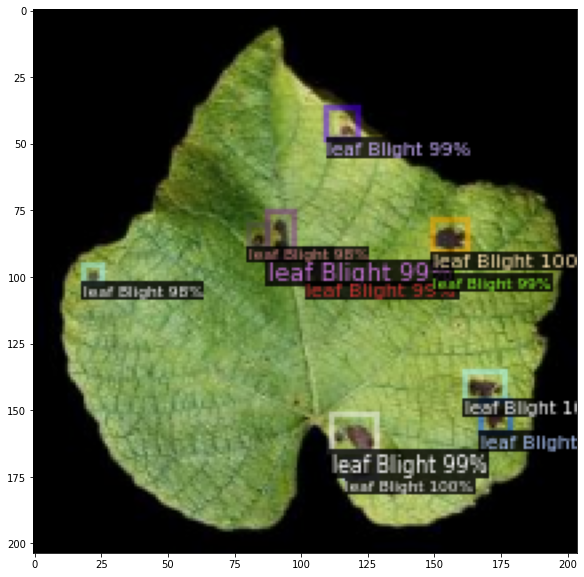 0
25
50
leaf Blight 99%
75
leaf Blight 98%
leaf Blight 100
leaf Blight 99
100
leaf Blight 99%
leaf Blight 99%
leaf Blight 98%
125
150
leaf Blight 1
leaf Blight
leaf Blight 99%
175
leaf Blight 100%
200
0 25 50 75 100 125 150 175 200